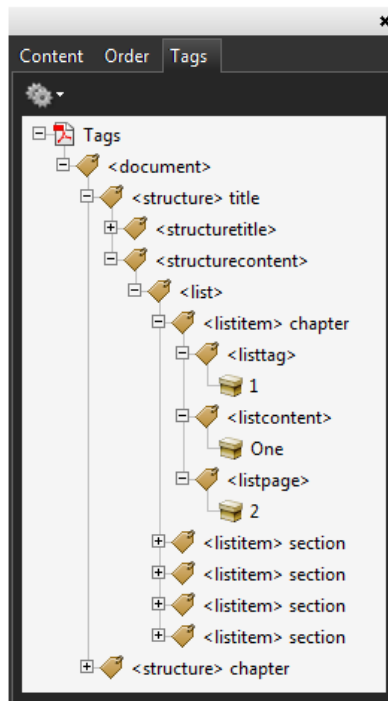 Content Order Tags
Tags
<document>
<structure> title
<structuretitle>
<structurecontent>
<list>
<listitem> chapter
<listtag>
1
<listcontent>
One
<listpage>
2
<listitem> section
<listitem> section
<listitem> section
<listitem> section
<structure> chapter